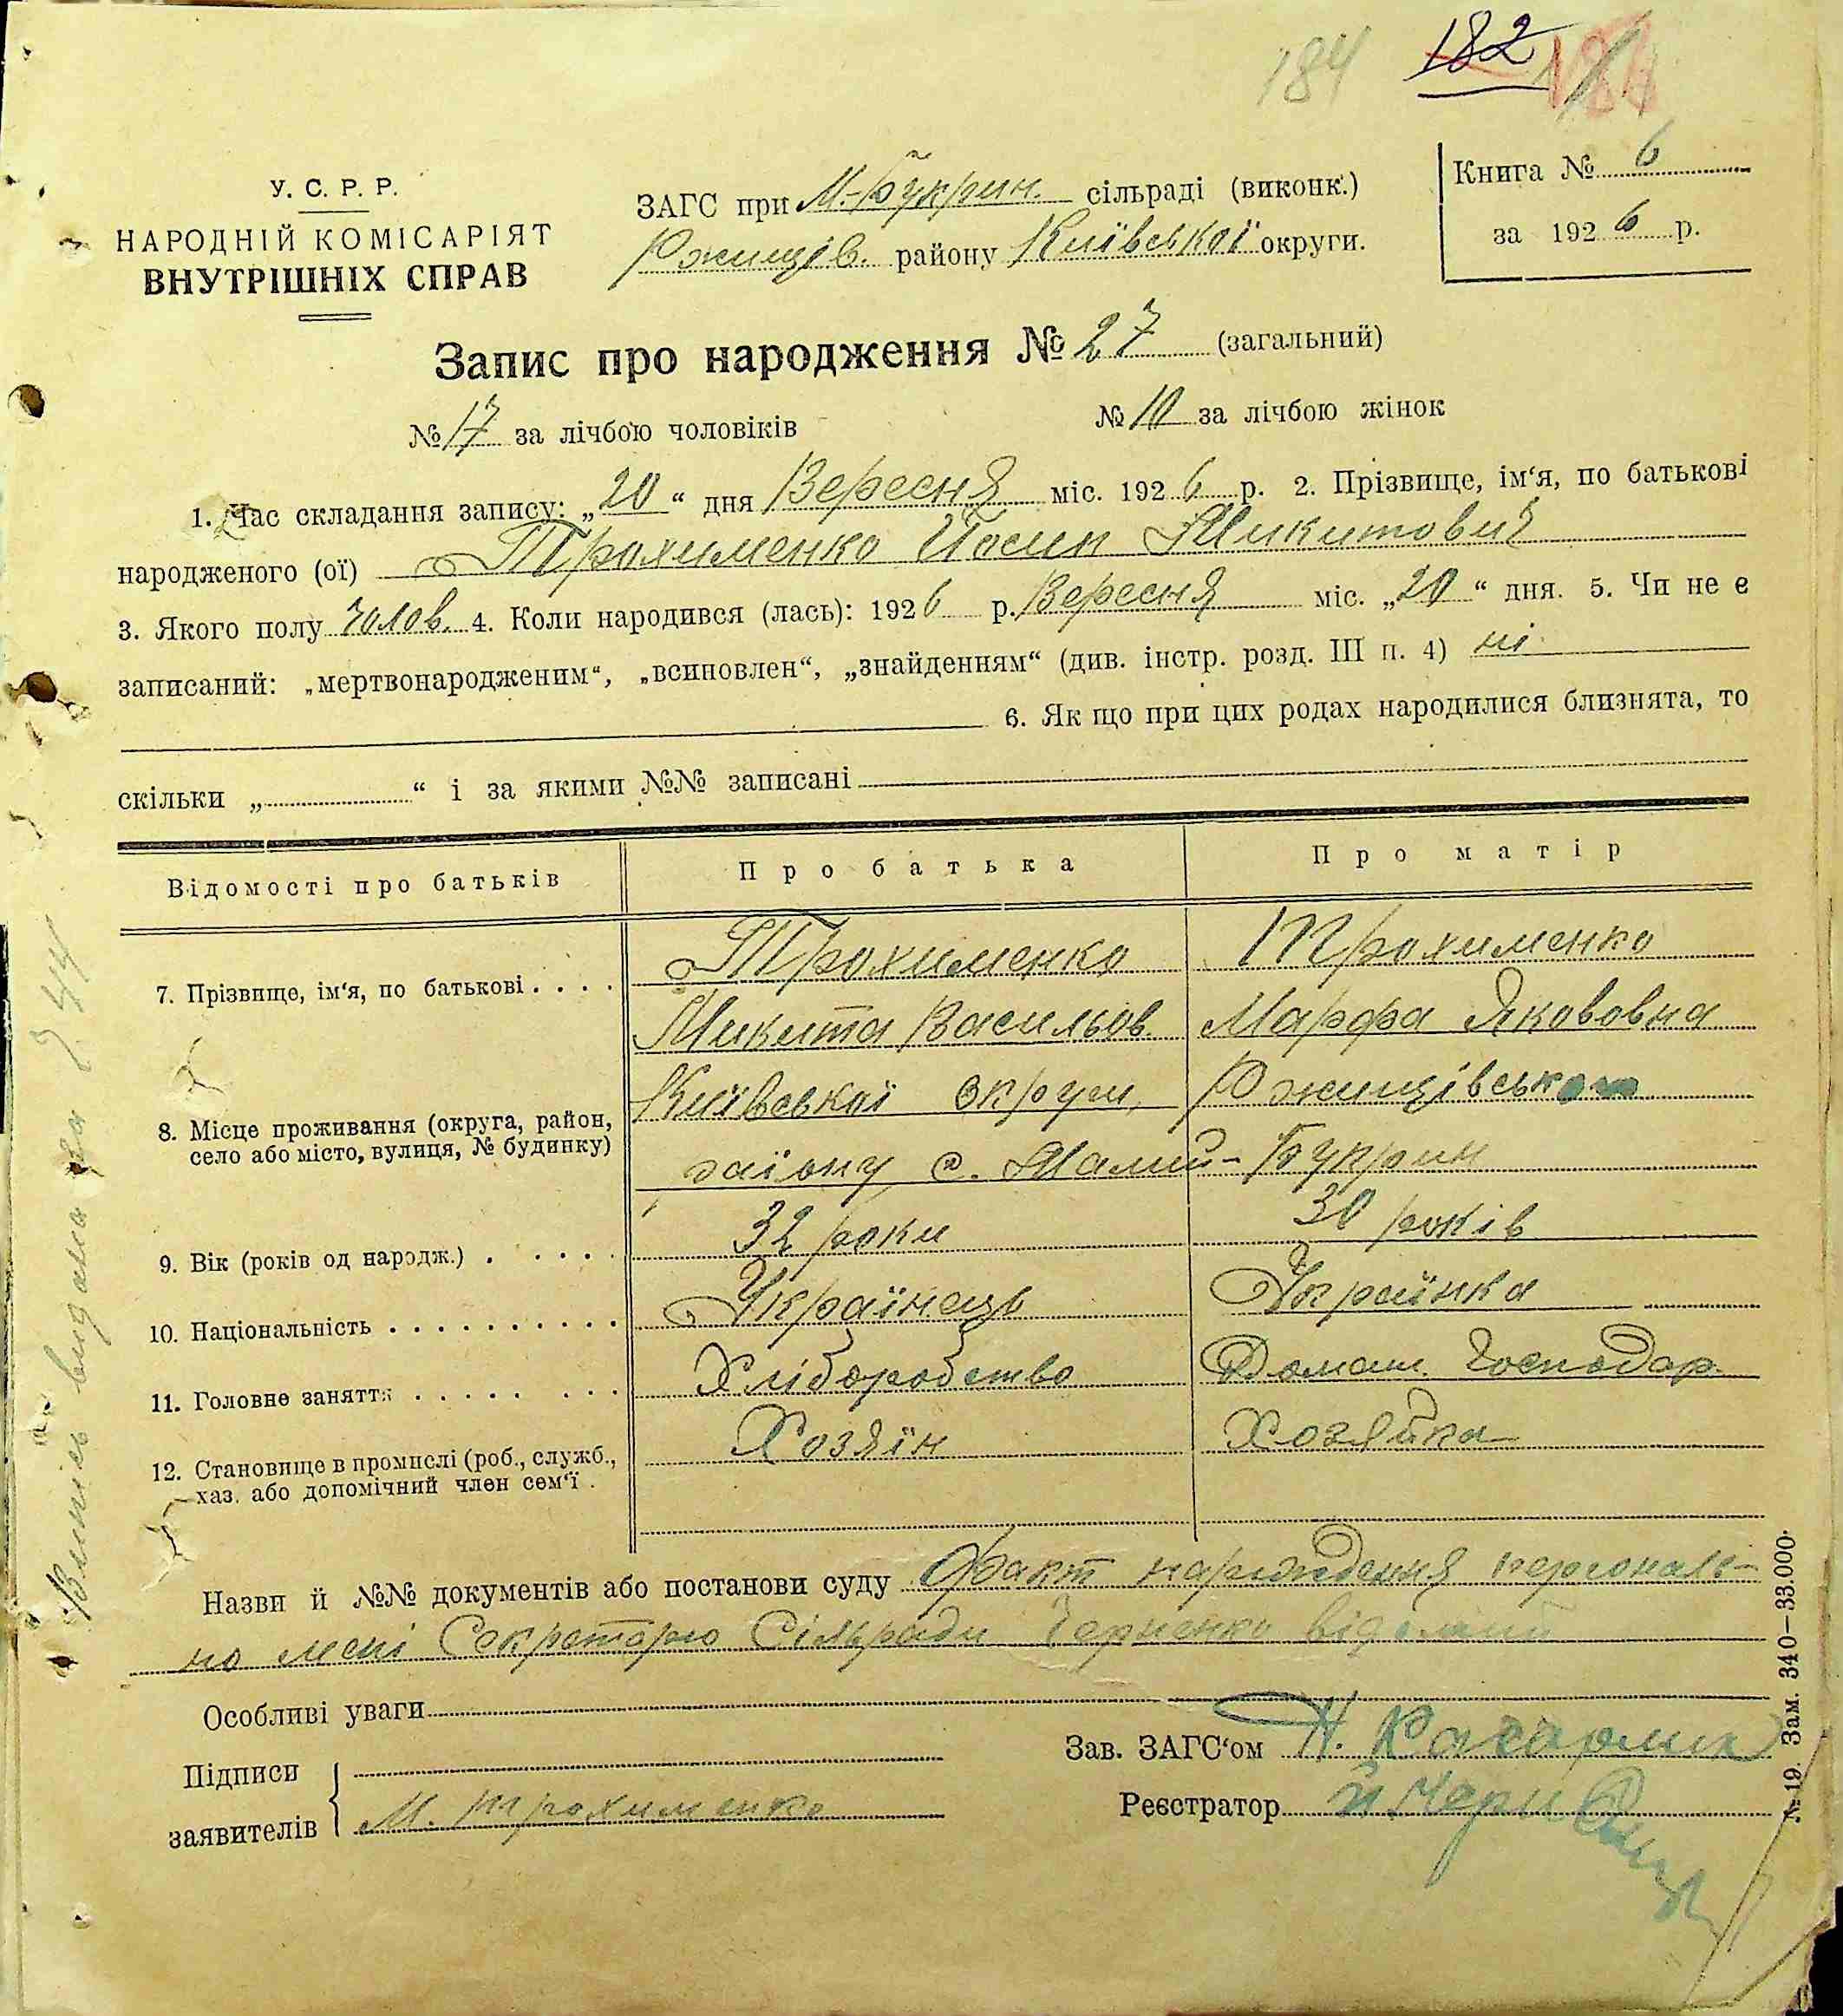 184 182
У. С. Р. Р.
НАРОДНІЙ КОМІСАРІЯТ
ВНУТРІШНІХ СПРАВ
ЗАГС при М.-Букрин. сільраді (виконк.)
Ржищів. району Київської округи.
Книга № 6
за 1926 р.
Запис про народження № 27 (загальний)
№ 17 за лічбою чоловіків № 10 за лічбою жінок
1. Час складання запису: „20“ дня Вересня міс. 1926 р. 2. Прізвище, ім‘я, по батькові
народженого (ої) Трохименко Йосип Микитович
3. Якого полу чолов. 4. Коли народився (лась): 1926 р. Вересня міс. „20“ дня. 5. Чи не є
записаний: „мертвонародженим“, „всиновлен“, „знайденням“ (див. інстр. розд. III п. 4) ні
6. Як що при цих родах народилися близнята, то
скільки „ “ і за якими №№ записані
Відомості про батьків Про батька Про матір
7. Прізвище, ім‘я, по батькові . . . . Трохименко Трохименко
Микита Васильов. Марфа Якововна
8. Місце проживання (округа, район, село або місто, вулиця, № будинку) Київської округи, Ржищівського
району с. Малий-Букрин
9. Вік (років од народж.) . . . . . 32 роки 30 років
10. Національність . . . . . . . . . . Українець Українка
11. Головне заняття . . . . . . . . Хліборобство Домаш. Господар.
12. Становище в промислі (роб., служб., хаз. або допомічний член сем‘ї . Хозяїн Хозяйка
Назви й №№ документів або постанови суду Факт нарождення персональ-
но мені Секретарю Сільради Черненко відомий
Особливі уваги
Підписи
заявителів М. Трохименко
Зав. ЗАГС‘ом
Реєстратор
№ 19. Зам. 340—33.000.
Випись видана